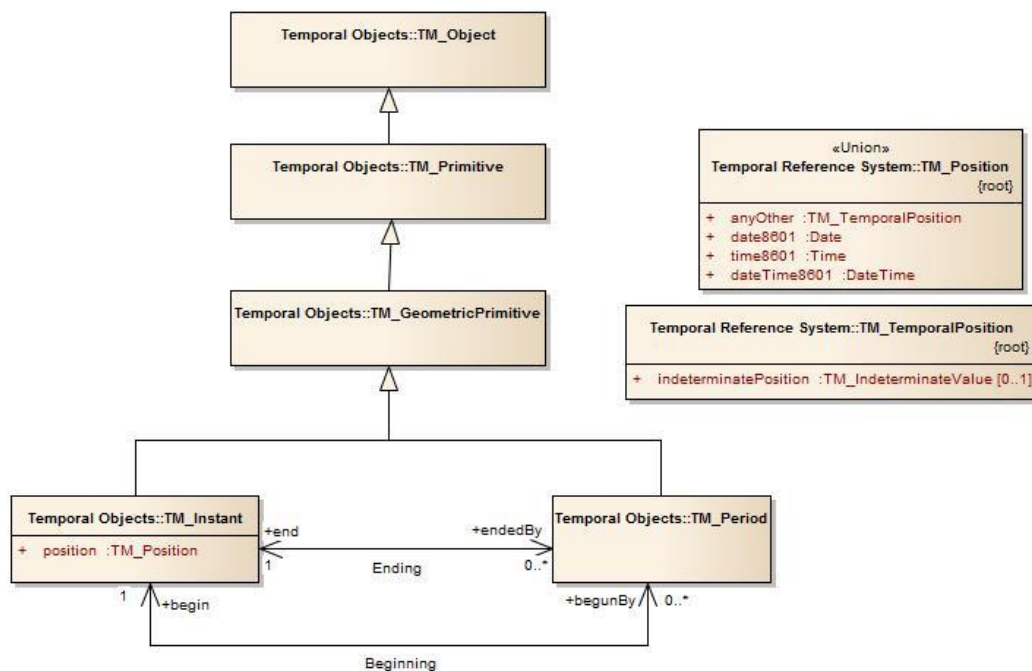 Temporal Objects::TM_Object
Temporal Objects::TM_Primitive
«Union»
Temporal Reference System::TM_Position
{root}
+ anyOther :TM_TemporalPosition
+ date8601 :Date
+ time8601 :Time
+ dateTime8601 :DateTime
Temporal Objects::TM_GeometricPrimitive
Temporal Reference System::TM_TemporalPosition
{root}
+ indeterminatePosition :TM_IndeterminateValue [0..1]
Temporal Objects::TM_Instant
+ position :TM_Position
Temporal Objects::TM_Period
+end
+endedBy
1
Ending
0..*
1
+begin
+begunBy
0..*
Beginning